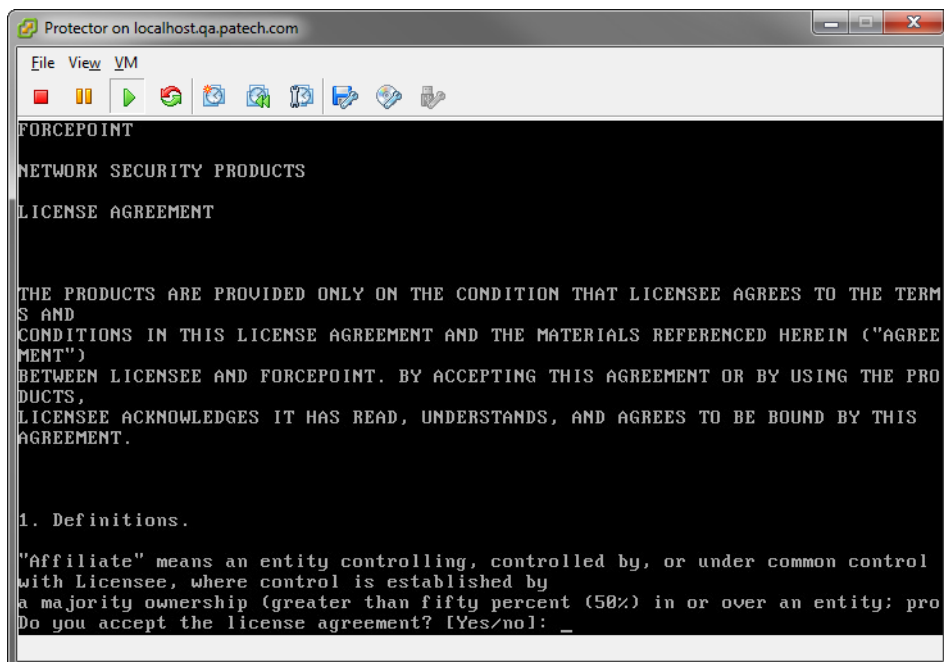 Protector on localhost.qa.patech.com
File View VM
FORCEPOINT
NETWORK SECURITY PRODUCTS
LICENSE AGREEMENT
THE PRODUCTS ARE PROVIDED ONLY ON THE CONDITION THAT LICENSEE AGREES TO THE TERM
S AND
CONDITIONS IN THIS LICENSE AGREEMENT AND THE MATERIALS REFERENCED HEREIN ("AGREE
MENT")
BETWEEN LICENSEE AND FORCEPOINT. BY ACCEPTING THIS AGREEMENT OR BY USING THE PRO
DUCTS,
LICENSEE ACKNOWLEDGES IT HAS READ, UNDERSTANDS, AND AGREES TO BE BOUND BY THIS
AGREEMENT.
1. Definitions.
"Affiliate" means an entity controlling, controlled by, or under common control
with Licensee, where control is established by
a majority ownership (greater than fifty percent (50%) in or over an entity; pro
Do you accept the license agreement? [Yes/no]: _